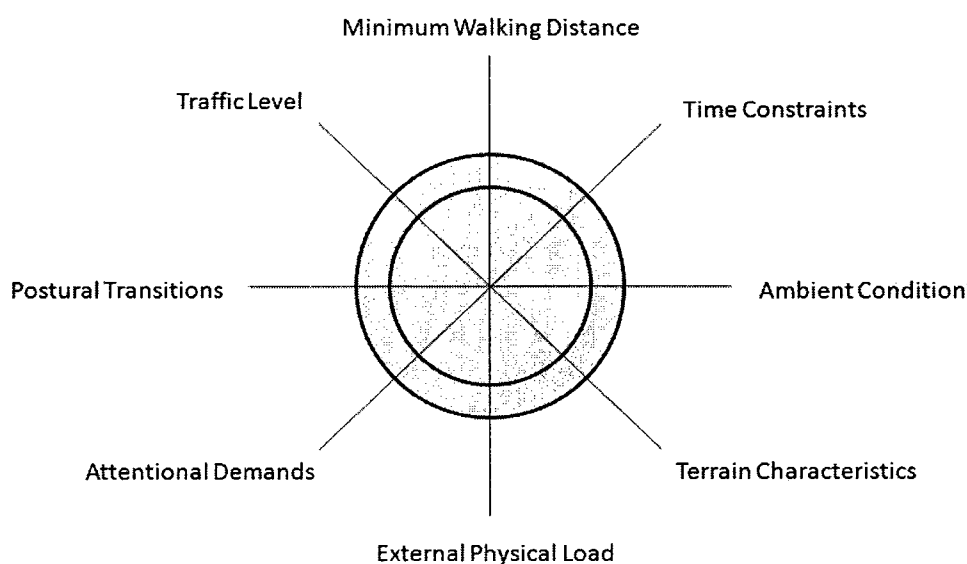 Minimum Walking Distance
Traffic Level
Time Constraints
Postural Transitions
Ambient Condition
Attentional Demands
Terrain Characteristics
External Physical Load